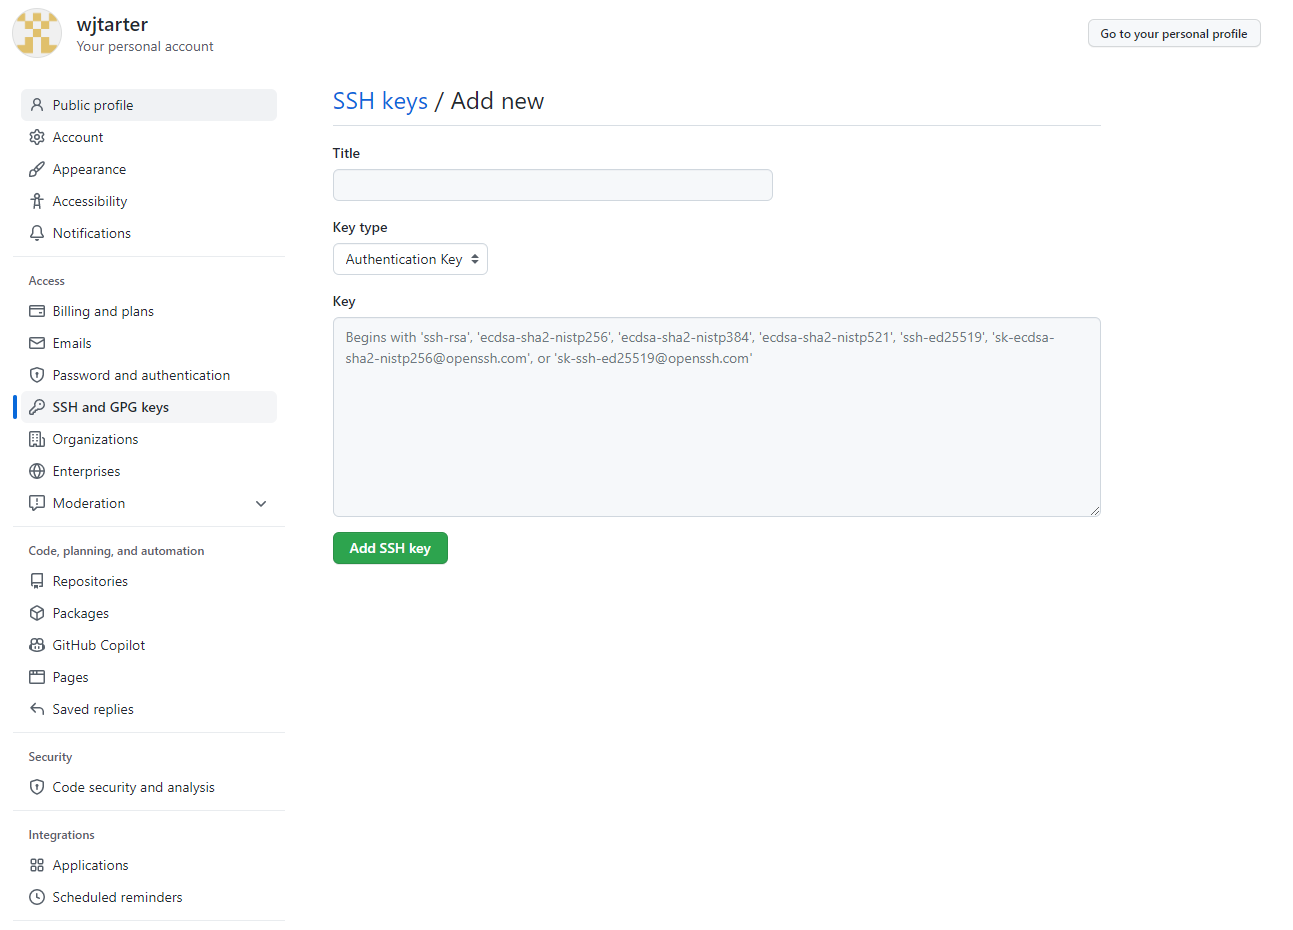 wjtarter
Your personal account
Go to your personal profile
Public profile
Account
Appearance
Accessibility
Notifications
Access
Billing and plans
Emails
Password and authentication
SSH and GPG keys
Organizations
Enterprises
Moderation
Code, planning, and automation
Repositories
Packages
GitHub Copilot
Pages
Saved replies
Security
Code security and analysis
Integrations
Applications
Scheduled reminders
SSH keys / Add new
Title
Key type
Authentication Key
Key
Begins with 'ssh-rsa', 'ecdsa-sha2-nistp256', 'ecdsa-sha2-nistp384', 'ecdsa-sha2-nistp521', 'ssh-ed25519', 'sk-ecdsa-
sha2-nistp256@openssh.com', or 'sk-ssh-ed25519@openssh.com'
Add SSH key